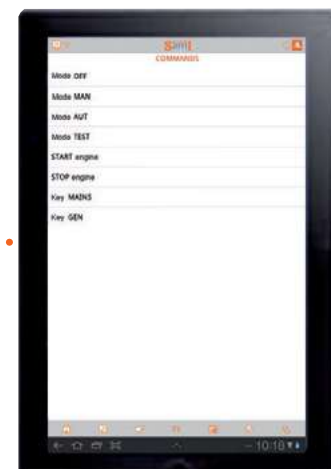 Sam1
COMMANDS
Mode OFF
Mode MAN
Mode AUT
Mode TEST
START engine
STOP engine
Key MAINS
Key GEN
10:18